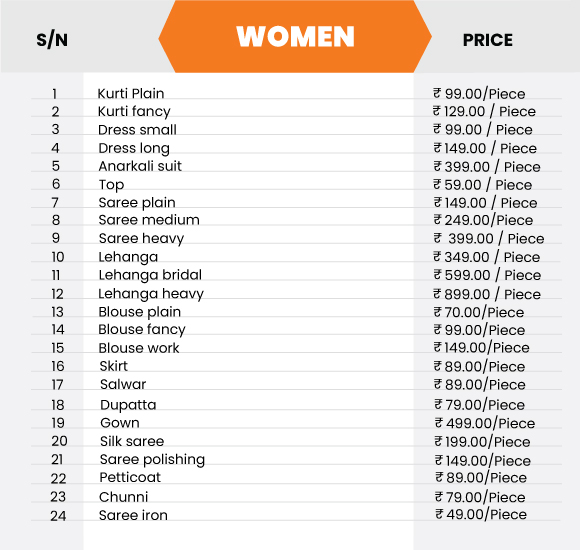 S/N WOMEN PRICE
1 Kurti Plain ₹ 99.00/Piece
2 Kurti fancy ₹ 129.00 / Piece
3 Dress small ₹ 99.00 / Piece
4 Dress long ₹ 149.00 / Piece
5 Anarkali suit ₹ 399.00 / Piece
6 Top ₹ 59.00 / Piece
7 Saree plain ₹ 149.00 / Piece
8 Saree medium ₹ 249.00/Piece
9 Saree heavy ₹ 399.00 / Piece
10 Lehanga ₹ 349.00 / Piece
11 Lehanga bridal ₹ 599.00 / Piece
12 Lehanga heavy ₹ 899.00 / Piece
13 Blouse plain ₹ 70.00/Piece
14 Blouse fancy ₹ 99.00/Piece
15 Blouse work ₹ 149.00/Piece
16 Skirt ₹ 89.00/Piece
17 Salwar ₹ 89.00/Piece
18 Dupatta ₹ 79.00/Piece
19 Gown ₹ 499.00/Piece
20 Silk saree ₹ 199.00/Piece
21 Saree polishing ₹ 149.00/Piece
22 Petticoat ₹ 89.00/Piece
23 Chunni ₹ 79.00/Piece
24 Saree iron ₹ 49.00/Piece